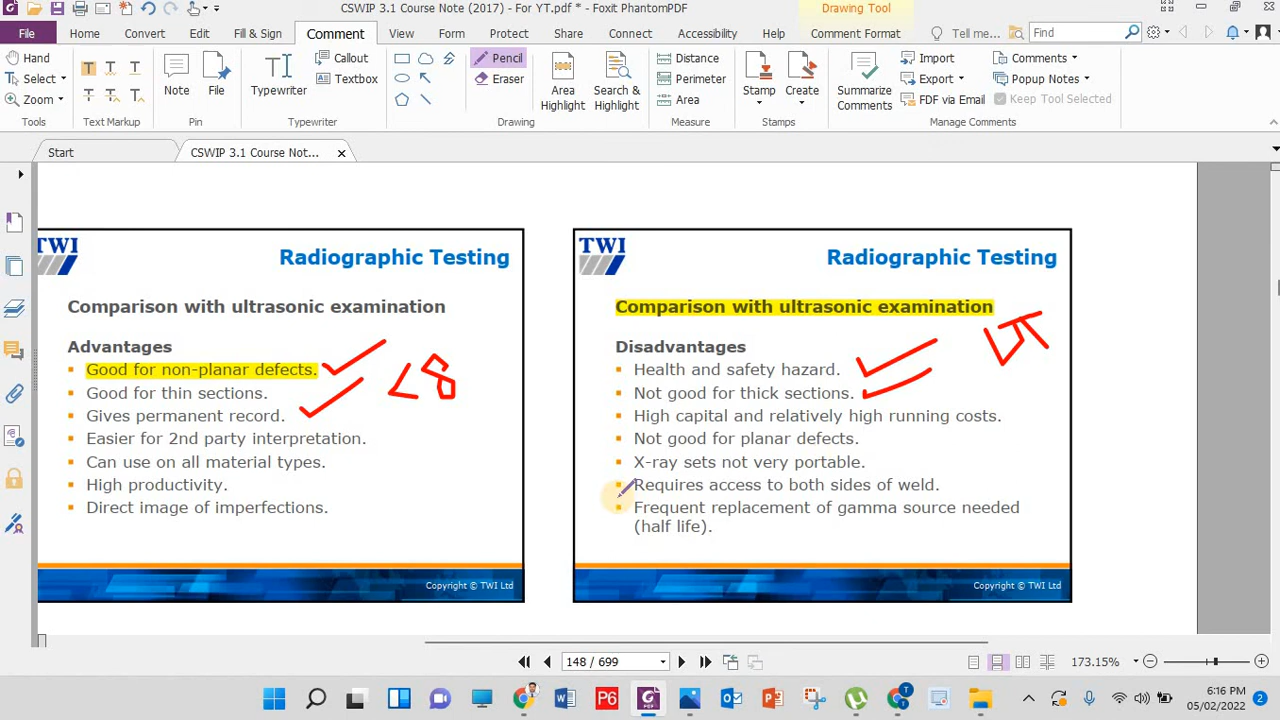 CSWIP 3.1 Course Note (2017) - For YT.pdf * - Foxit PhantomPDF
Drawing Tool
File Home Convert Edit Fill & Sign Comment View Form Protect Share Connect Accessibility Help Comment Format Tell me... Find
Hand
Select
Zoom
Tools
T T T
T T T
Text Markup
Note
File
Pin
Typewriter
Callout
Textbox
Typewriter
Pencil
Eraser
Drawing
Area Highlight
Search & Highlight
Distance
Perimeter
Area
Measure
Stamp
Create
Stamps
Summarize Comments
Import
Export
FDF via Email
Comments
Popup Notes
Keep Tool Selected
Manage Comments
Start
CSWIP 3.1 Course Not...
TWI
Radiographic Testing
Comparison with ultrasonic examination
Advantages
Good for non-planar defects.
Good for thin sections. <8
Gives permanent record.
Easier for 2nd party interpretation.
Can use on all material types.
High productivity.
Direct image of imperfections.
Copyright © TWI Ltd
TWI
Radiographic Testing
Comparison with ultrasonic examination
Disadvantages
Health and safety hazard.
Not good for thick sections.
High capital and relatively high running costs.
Not good for planar defects.
X-ray sets not very portable.
Requires access to both sides of weld.
Frequent replacement of gamma source needed
(half life).
Copyright © TWI Ltd
148 / 699
173.15%
P6
6:16 PM
05/02/2022
2